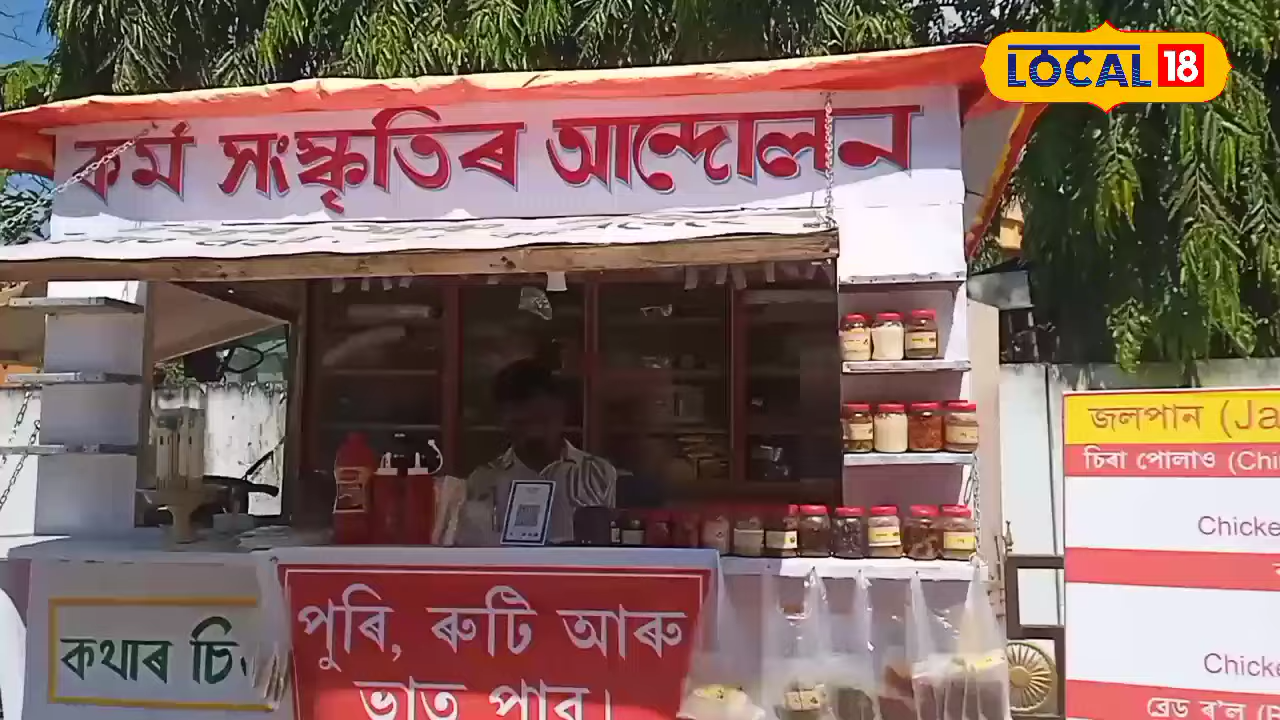 LOCAL 18
কৰ্ম সংস্কৃতিৰ আন্দোলন
জলপান (Ja
চিৰা পোলাও (Chi
Chicke
Chicke
ব্ৰেড ৰ'ল (
কথাৰ
পুৰি, ৰুটি আৰু
ভাত পাব।